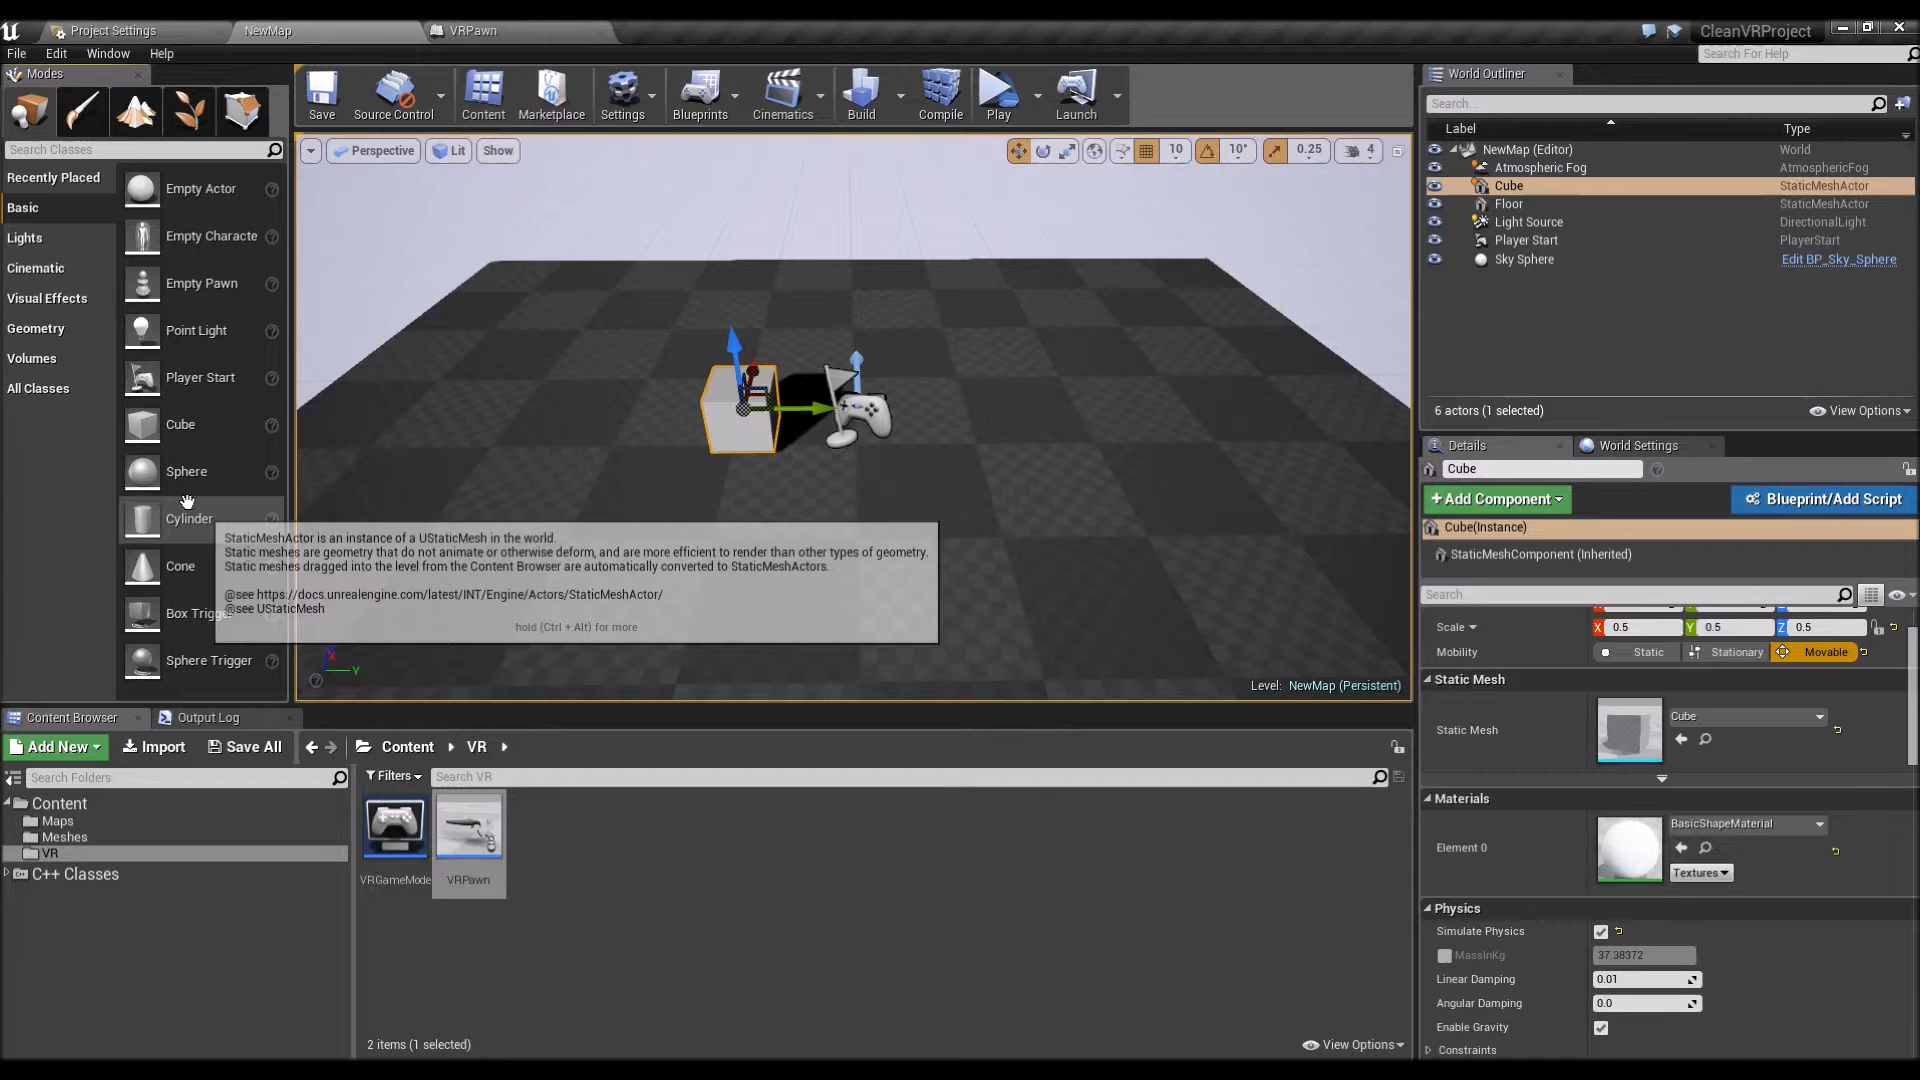 Project Settings
NewMap
VRPawn
CleanVRProject
File
Edit
Window
Help
Search For Help
Modes
Save
Source Control
Content
Marketplace
Settings
Blueprints
Cinematics
Build
Compile
Play
Launch
Search Classes
Recently Placed
Basic
Lights
Cinematic
Visual Effects
Geometry
Volumes
All Classes
Empty Actor
Empty Characte
Empty Pawn
Point Light
Player Start
Cube
Sphere
Cylinder
Cone
Box Trigge
Sphere Trigger
Perspective
Lit
Show
10
10°
0.25
4
StaticMeshActor is an instance of a UStaticMesh in the world.
Static meshes are geometry that do not animate or otherwise deform, and are more efficient to render than other types of geometry.
Static meshes dragged into the level from the Content Browser are automatically converted to StaticMeshActors.
@see https://docs.unrealengine.com/latest/INT/Engine/Actors/StaticMeshActor/
@see UStaticMesh
hold (Ctrl + Alt) for more
X
Y
Level: NewMap (Persistent)
World Outliner
Search...
Label Type
NewMap (Editor) World
Atmospheric Fog AtmosphericFog
Cube StaticMeshActor
Floor StaticMeshActor
Light Source DirectionalLight
Player Start PlayerStart
Sky Sphere Edit BP_Sky_Sphere
6 actors (1 selected)
View Options
Details
World Settings
Cube
+Add Component
Blueprint/Add Script
Cube(Instance)
StaticMeshComponent (Inherited)
Search
Scale X 0.5 Y 0.5 Z 0.5
Mobility Static Stationary Movable
Static Mesh
Static Mesh Cube
Materials
Element 0 BasicShapeMaterial
Textures
Physics
Simulate Physics
MassInKg 37.38372
Linear Damping 0.01
Angular Damping 0.0
Enable Gravity
Constraints
Content Browser
Output Log
Add New
Import
Save All
Content
VR
Search Folders
Filters
Search VR
Content
Maps
Meshes
VR
C++ Classes
VRGameMode
VRPawn
2 items (1 selected)
View Options